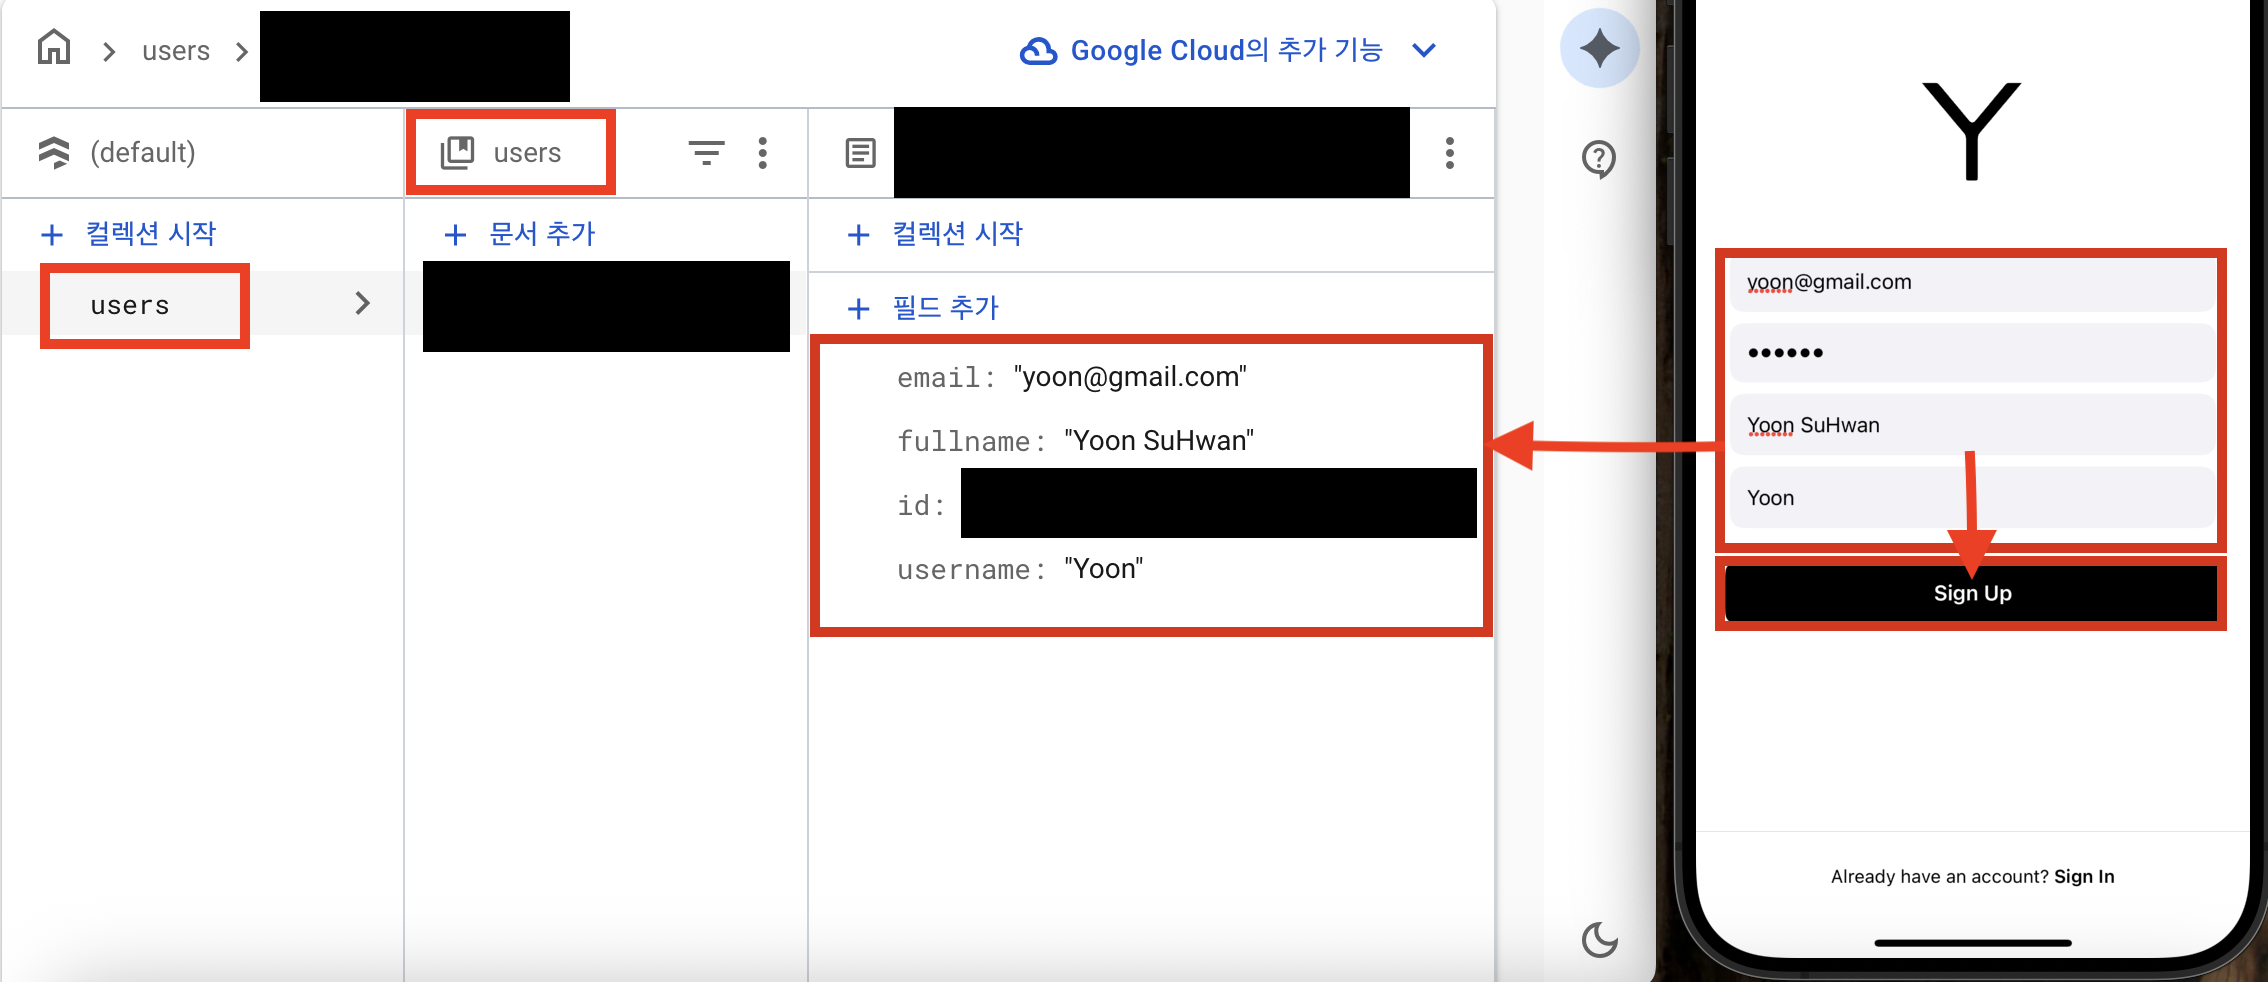 users
Google Cloud의 추가 기능
(default)
users
컬렉션 시작
문서 추가
컬렉션 시작
users
필드 추가
email: "yoon@gmail.com"
fullname: "Yoon SuHwan"
id:
username: "Yoon"
Y
yoon@gmail.com
••••••
Yoon SuHwan
Yoon
Sign Up
Already have an account? Sign In